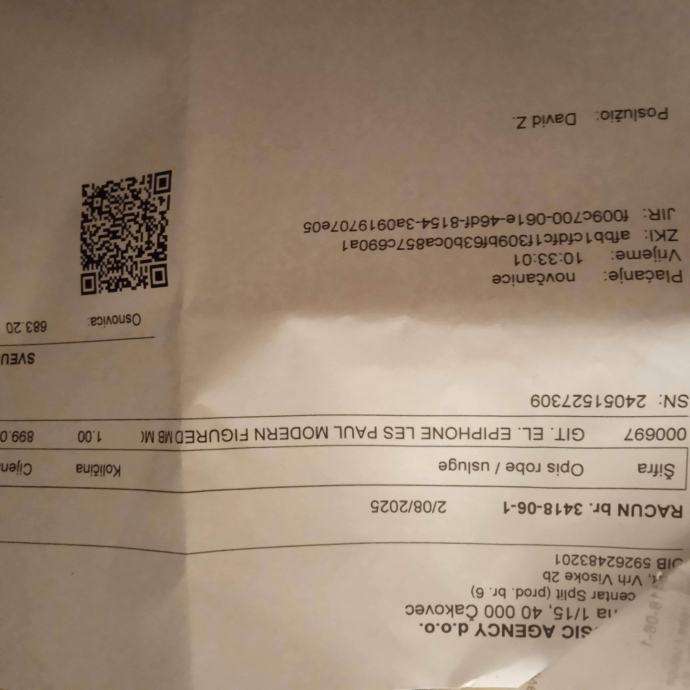 SIC AGENCY d.o.o.
na 1/15, 40 000 Čakovec
centar Split (prod. br. 6)
Vrh Visoke 2b
OIB 59262483201
RACUN br. 3418-06-1 2/08/2025
Šifra Opis robe / usluge Količina Cijen
000697 GIT. EL. EPIPHONE LES PAUL MODERN FIGURED MB M( 1.00 899.0
SN: 24051527309
SVEU
Osnovica: 683.20
Plaćanje: novčanice
Vrijeme: 10:33:01
ZKI: afbb1cfdfc1f309bf63b0ca857c690a1
JIR: f009c700-061e-46df-8154-3a0919707e05
Poslužio: David Z.